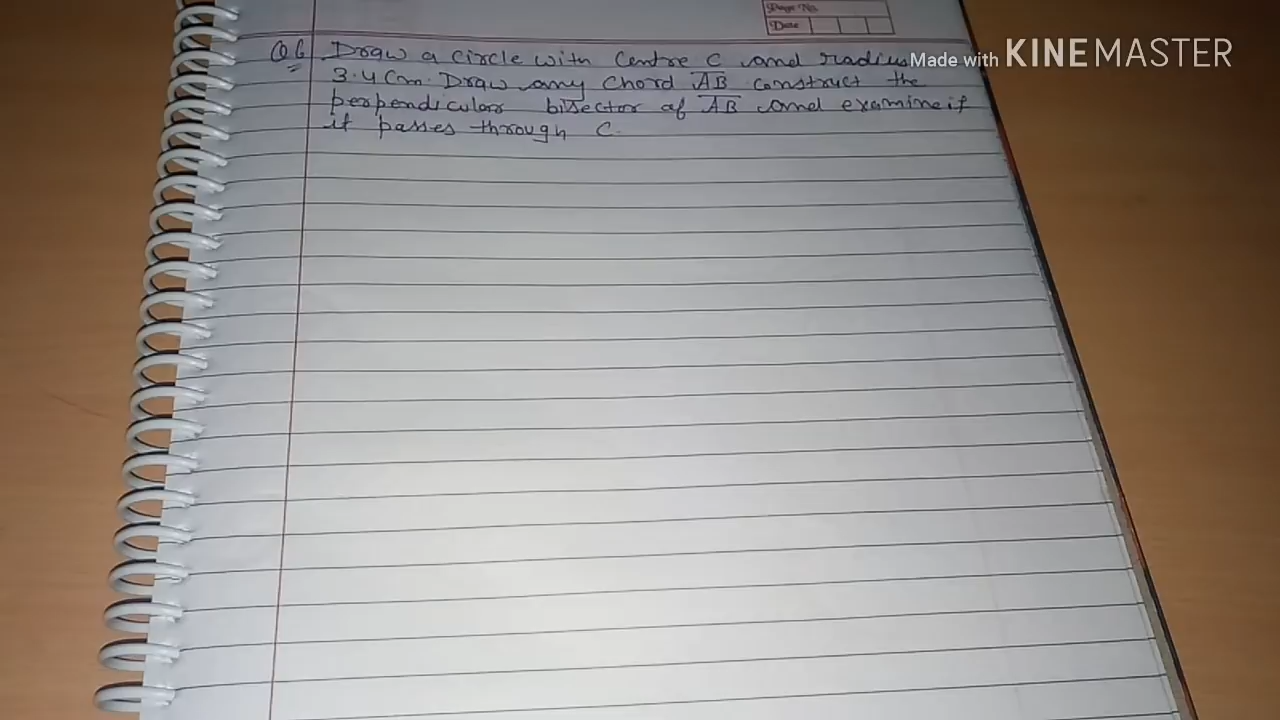 Page No.
Date
Made with KINEMASTER
Q6 Draw a circle with Centre C and radius
3.4 Cm. Draw any Chord AB construct the
perpendicular bisector of AB and examine if
it passes through C.